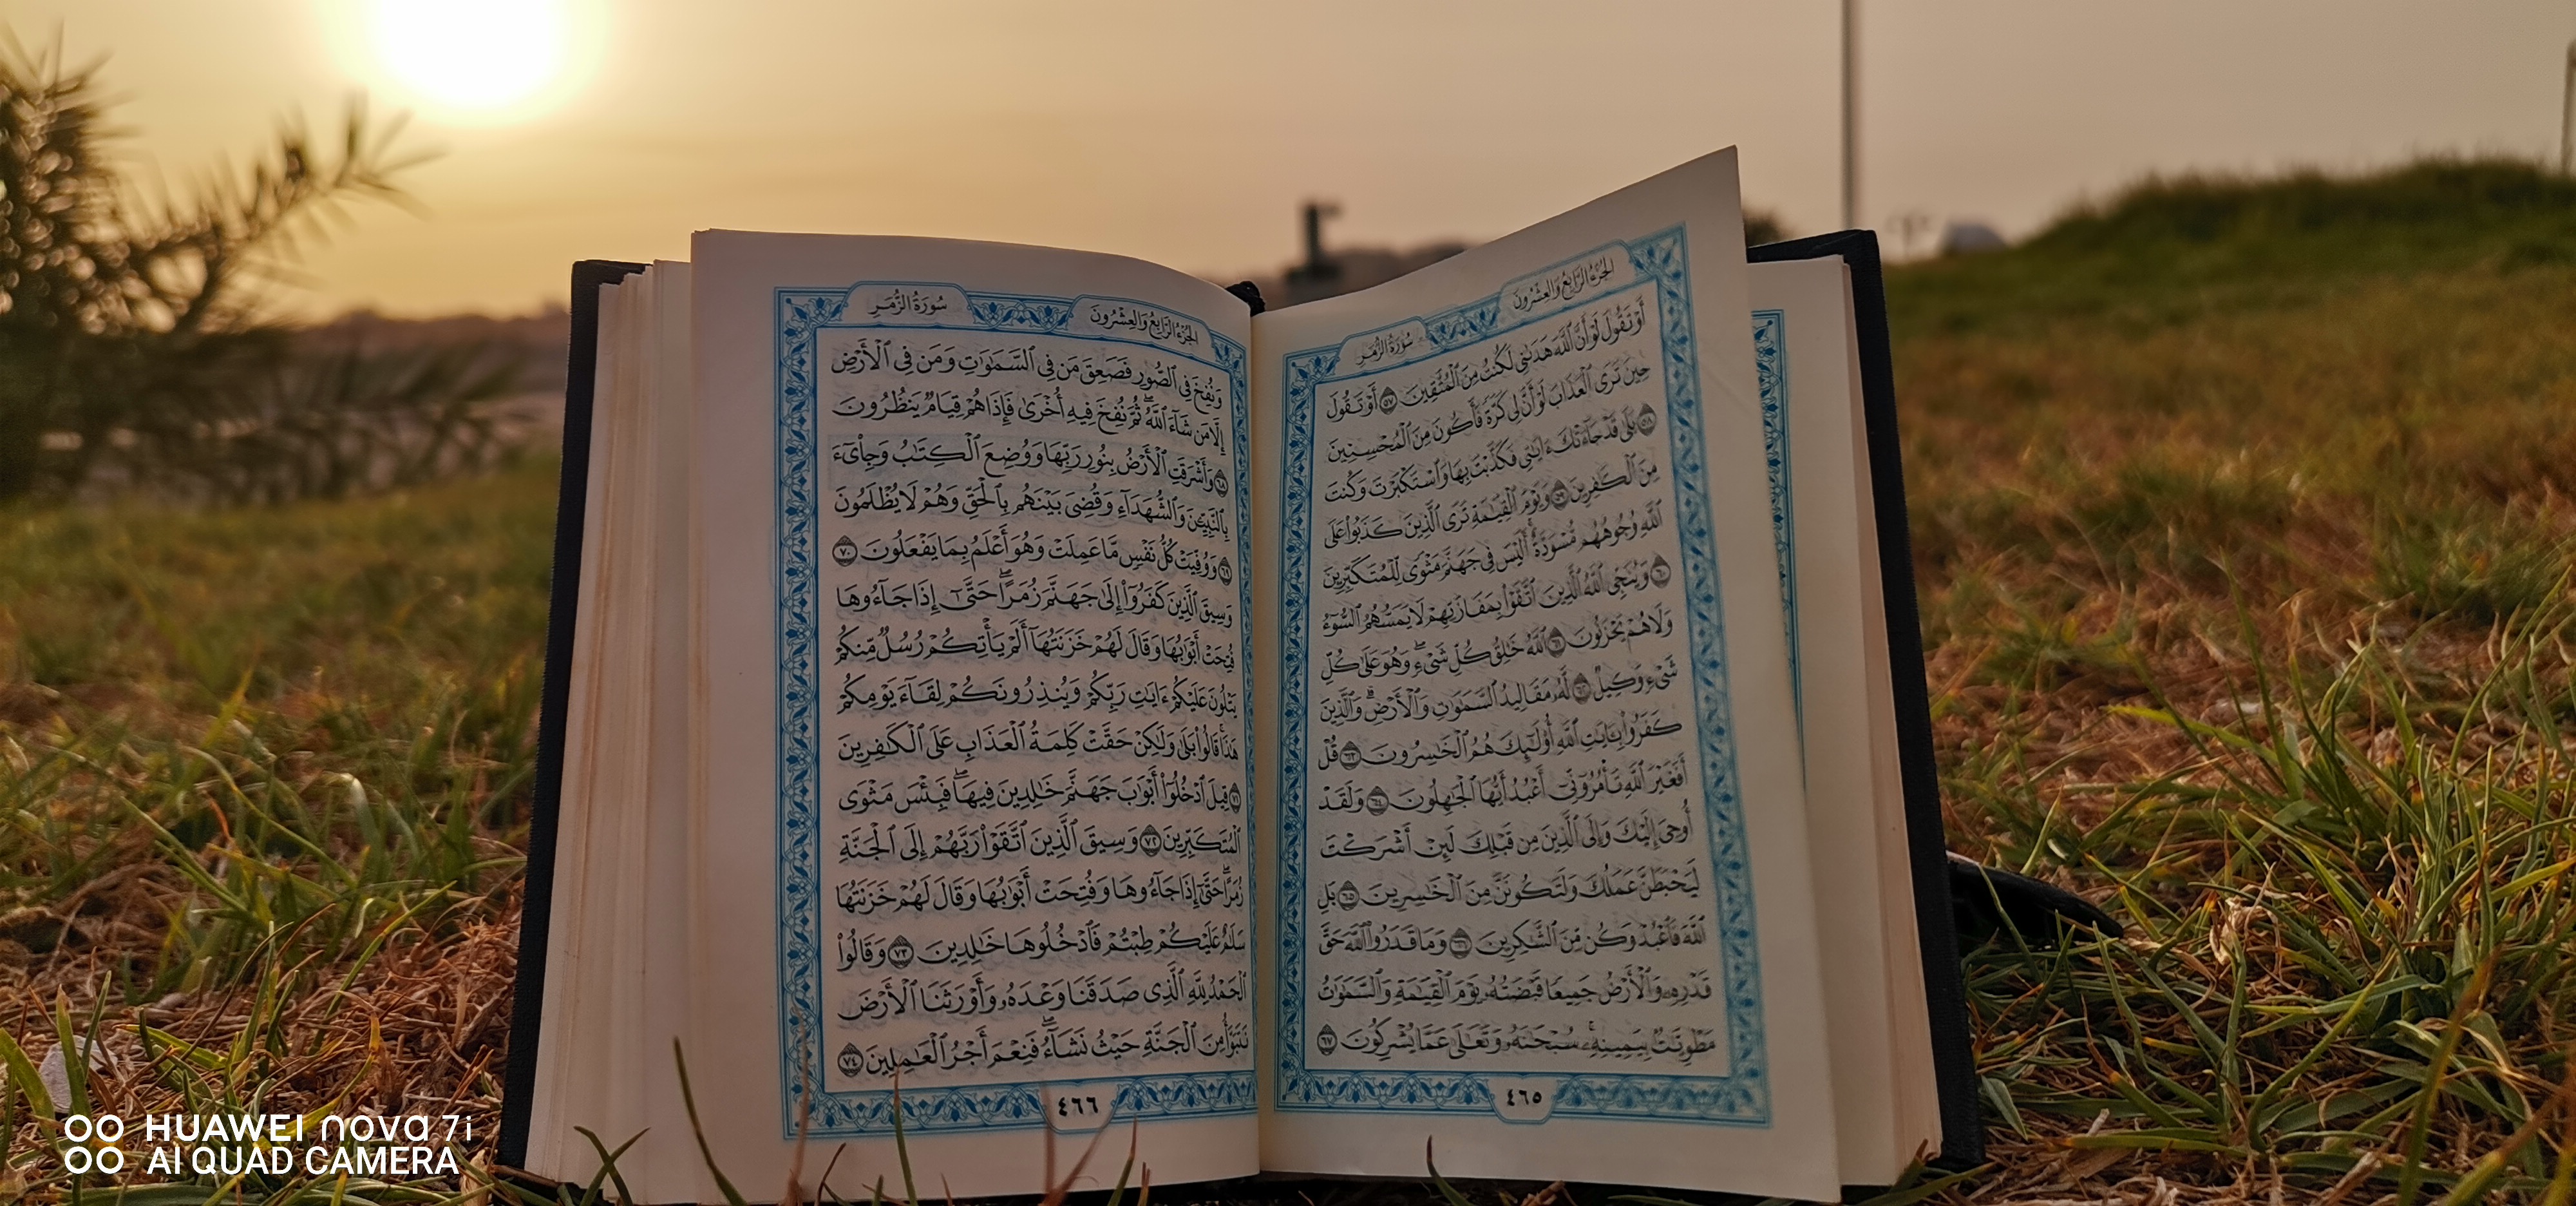 الجزء الرابع والعشرون
سورة الزمر
أَوْ تَقُولَ لَوْ أَنَّ ٱللَّهَ هَدَىٰنِى لَكُنتُ مِنَ ٱلْمُتَّقِينَ ٥٧ أَوْ تَقُولَ
حِينَ تَرَى ٱلْعَذَابَ لَوْ أَنَّ لِى كَرَّةً فَأَكُونَ مِنَ ٱلْمُحْسِنِينَ
٥٨ بَلَىٰ قَدْ جَآءَتْكَ ءَايَٰتِى فَكَذَّبْتَ بِهَا وَٱسْتَكْبَرْتَ وَكُنتَ
مِنَ ٱلْكَٰفِرِينَ ٥٩ وَيَوْمَ ٱلْقِيَٰمَةِ تَرَى ٱلَّذِينَ كَذَبُوا۟ عَلَى
ٱللَّهِ وُجُوهُهُم مُّسْوَدَّةٌ أَلَيْسَ فِى جَهَنَّمَ مَثْوًى لِّلْمُتَكَبِّرِينَ
٦٠ وَيُنَجِّى ٱللَّهُ ٱلَّذِينَ ٱتَّقَوْا۟ بِمَفَازَتِهِمْ لَا يَمَسُّهُمُ ٱلسُّوٓءُ
وَلَا هُمْ يَحْزَنُونَ ٦١ ٱللَّهُ خَٰلِقُ كُلِّ شَىْءٍ وَهُوَ عَلَىٰ كُلِّ
شَىْءٍ وَكِيلٌ ٦٢ لَّهُۥ مَقَالِيدُ ٱلسَّمَٰوَٰتِ وَٱلْأَرْضِ وَٱلَّذِينَ
كَفَرُوا۟ بِـَٔايَٰتِ ٱللَّهِ أُو۟لَٰٓئِكَ هُمُ ٱلْخَٰسِرُونَ ٦٣ قُلْ
أَفَغَيْرَ ٱللَّهِ تَأْمُرُوٓنِّىٓ أَعْبُدُ أَيُّهَا ٱلْجَٰهِلُونَ ٦٤ وَلَقَدْ
أُوحِىَ إِلَيْكَ وَإِلَى ٱلَّذِينَ مِن قَبْلِكَ لَئِنْ أَشْرَكْتَ
لَيَحْبَطَنَّ عَمَلُكَ وَلَتَكُونَنَّ مِنَ ٱلْخَٰسِرِينَ ٦٥ بَلِ
ٱللَّهَ فَٱعْبُدْ وَكُن مِّنَ ٱلشَّٰكِرِينَ ٦٦ وَمَا قَدَرُوا۟ ٱللَّهَ حَقَّ
قَدْرِهِۦ وَٱلْأَرْضُ جَمِيعًا قَبْضَتُهُۥ يَوْمَ ٱلْقِيَٰمَةِ وَٱلسَّمَٰوَٰتُ
مَطْوِيَّٰتٌۢ بِيَمِينِهِۦ سُبْحَٰنَهُۥ وَتَعَٰلَىٰ عَمَّا يُشْرِكُونَ ٦٧
٤٦٥
الجزء الرابع والعشرون
سورة الزمر
وَنُفِخَ فِى ٱلصُّورِ فَصَعِقَ مَن فِى ٱلسَّمَٰوَٰتِ وَمَن فِى ٱلْأَرْضِ
إِلَّا مَن شَآءَ ٱللَّهُ ثُمَّ نُفِخَ فِيهِ أُخْرَىٰ فَإِذَا هُمْ قِيَامٌ يَنظُرُونَ
٦٨ وَأَشْرَقَتِ ٱلْأَرْضُ بِنُورِ رَبِّهَا وَوُضِعَ ٱلْكِتَٰبُ وَجِا۟ىٓءَ
بِٱلنَّبِيِّـۧنَ وَٱلشُّهَدَآءِ وَقُضِىَ بَيْنَهُم بِٱلْحَقِّ وَهُمْ لَا يُظْلَمُونَ
٦٩ وَوُفِّيَتْ كُلُّ نَفْسٍ مَّا عَمِلَتْ وَهُوَ أَعْلَمُ بِمَا يَفْعَلُونَ ٧٠
وَسِيقَ ٱلَّذِينَ كَفَرُوٓا۟ إِلَىٰ جَهَنَّمَ زُمَرًا حَتَّىٰٓ إِذَا جَآءُوهَا
فُتِحَتْ أَبْوَٰبُهَا وَقَالَ لَهُمْ خَزَنَتُهَآ أَلَمْ يَأْتِكُمْ رُسُلٌ مِّنكُمْ
يَتْلُونَ عَلَيْكُمْ ءَايَٰتِ رَبِّكُمْ وَيُنذِرُونَكُمْ لِقَآءَ يَوْمِكُمْ
هَٰذَا قَالُوا۟ بَلَىٰ وَلَٰكِنْ حَقَّتْ كَلِمَةُ ٱلْعَذَابِ عَلَى ٱلْكَٰفِرِينَ
٧١ قِيلَ ٱدْخُلُوٓا۟ أَبْوَٰبَ جَهَنَّمَ خَٰلِدِينَ فِيهَا فَبِئْسَ مَثْوَى
ٱلْمُتَكَبِّرِينَ ٧٢ وَسِيقَ ٱلَّذِينَ ٱتَّقَوْا۟ رَبَّهُمْ إِلَى ٱلْجَنَّةِ
زُمَرًا حَتَّىٰٓ إِذَا جَآءُوهَا وَفُتِحَتْ أَبْوَٰبُهَا وَقَالَ لَهُمْ خَزَنَتُهَا
سَلَٰمٌ عَلَيْكُمْ طِبْتُمْ فَٱدْخُلُوهَا خَٰلِدِينَ ٧٣ وَقَالُوا۟
ٱلْحَمْدُ لِلَّهِ ٱلَّذِى صَدَقَنَا وَعْدَهُۥ وَأَوْرَثَنَا ٱلْأَرْضَ
نَتَبَوَّأُ مِنَ ٱلْجَنَّةِ حَيْثُ نَشَآءُ فَنِعْمَ أَجْرُ ٱلْعَٰمِلِينَ ٧٤
٤٦٦
HUAWEI nova 7i
AI QUAD CAMERA